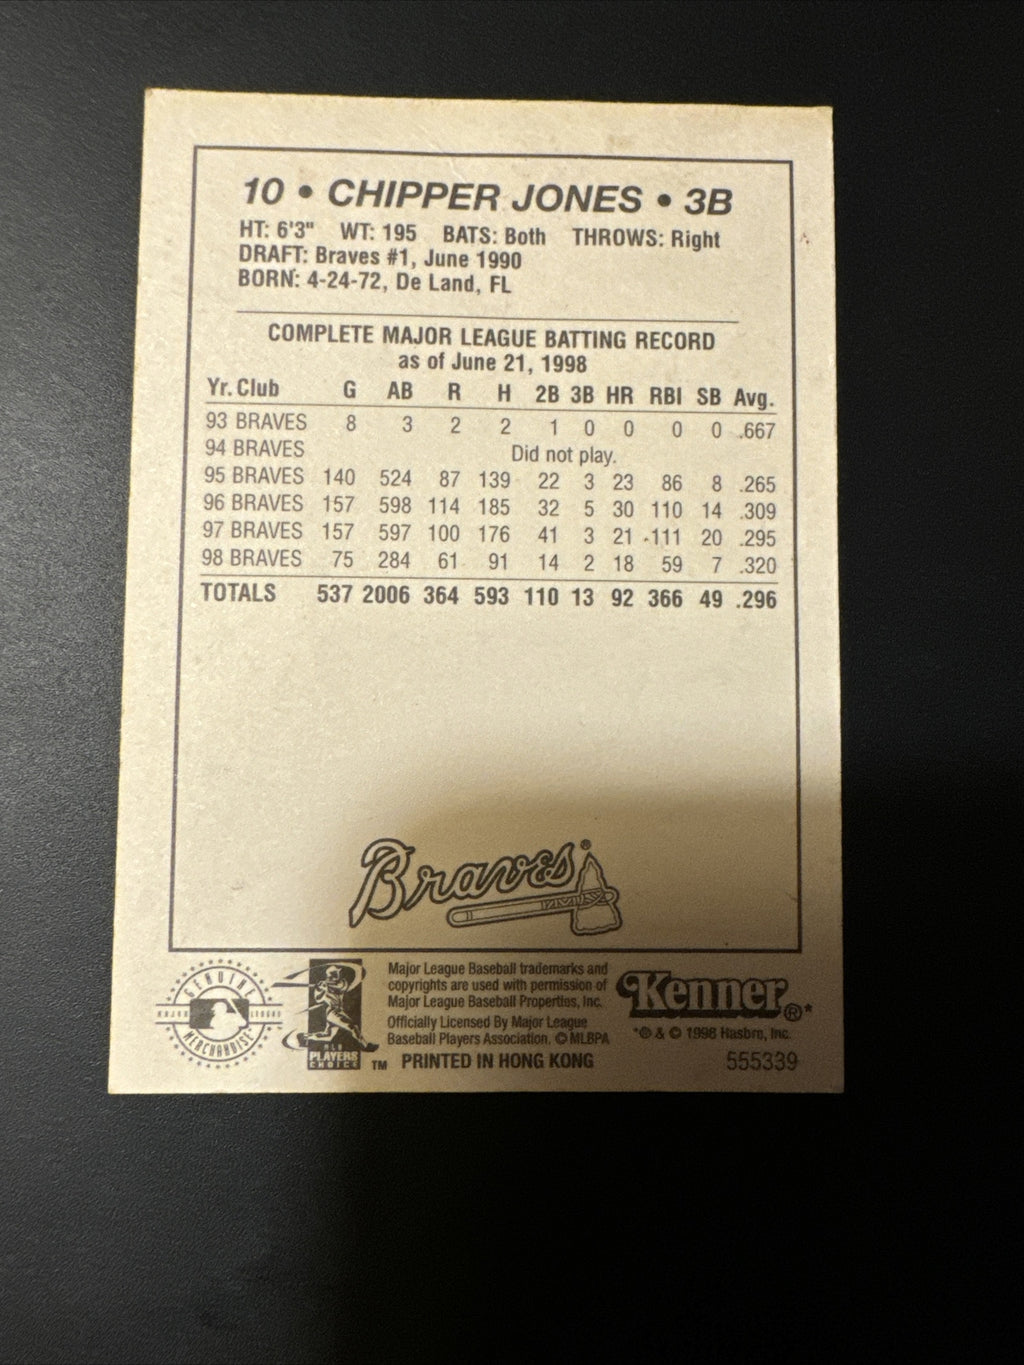 10 • CHIPPER JONES • 3B
HT: 6'3" WT: 195 BATS: Both THROWS: Right
DRAFT: Braves #1, June 1990
BORN: 4-24-72, De Land, FL
COMPLETE MAJOR LEAGUE BATTING RECORD
as of June 21, 1998
Yr. Club G AB R H 2B 3B HR RBI SB Avg.
93 BRAVES 8 3 2 2 1 0 0 0 0 .667
94 BRAVES Did not play.
95 BRAVES 140 524 87 139 22 3 23 86 8 .265
96 BRAVES 157 598 114 185 32 5 30 110 14 .309
97 BRAVES 157 597 100 176 41 3 21 111 20 .295
98 BRAVES 75 284 61 91 14 2 18 59 7 .320
TOTALS 537 2006 364 593 110 13 92 366 49 .296
Braves®
GENUINE
MAJOR LEAGUE
MERCHANDISE
MLB
PLAYERS
CHOICE
TM
Major League Baseball trademarks and
copyrights are used with permission of
Major League Baseball Properties, Inc.
Officially Licensed By Major League
Baseball Players Association. © MLBPA
PRINTED IN HONG KONG
Kenner®*
*® & © 1998 Hasbro, Inc.
555339